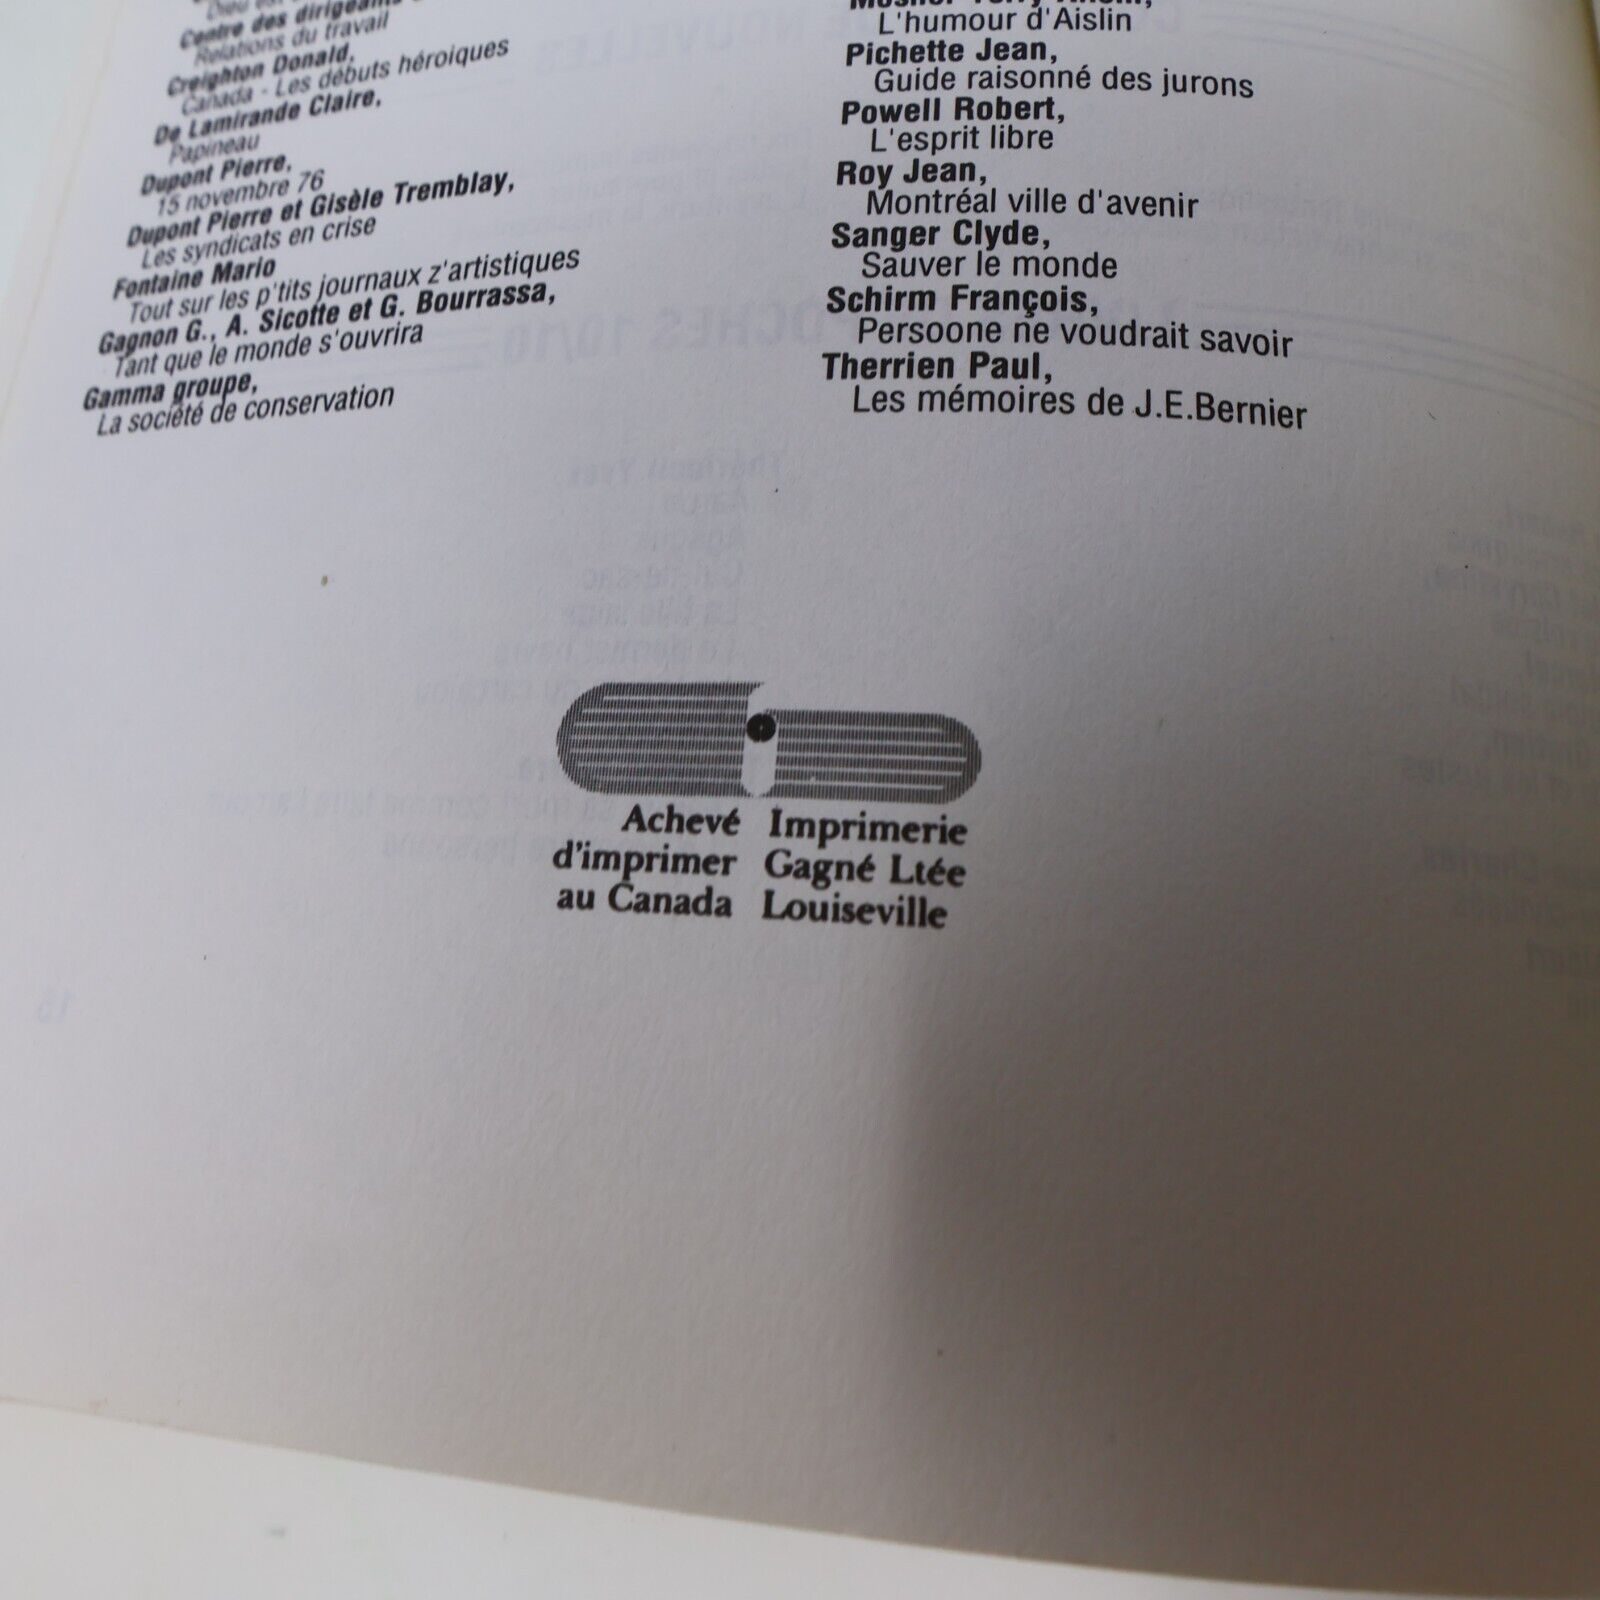 Centre des dirigeants
Relations du travail
Creighton Donald,
Canada - Les débuts héroiques
De Lamirande Claire,
Papineau
Dupont Pierre,
15 novembre 76
Dupont Pierre et Gisèle Tremblay,
Les syndicats en crise
Fontaine Mario
Tout sur les p'tits journaux z'artistiques
Gagnon G., A. Sicotte et G. Bourrassa,
Tant que le monde s'ouvrira
Gamma groupe,
La société de conservation
L'humour d'Aislin
Pichette Jean,
Guide raisonné des jurons
Powell Robert,
L'esprit libre
Roy Jean,
Montréal ville d'avenir
Sanger Clyde,
Sauver le monde
Schirm François,
Persoone ne voudrait savoir
Therrien Paul,
Les mémoires de J.E.Bernier
Achevé
d'imprimer
au Canada
Imprimerie
Gagné Ltée
Louiseville